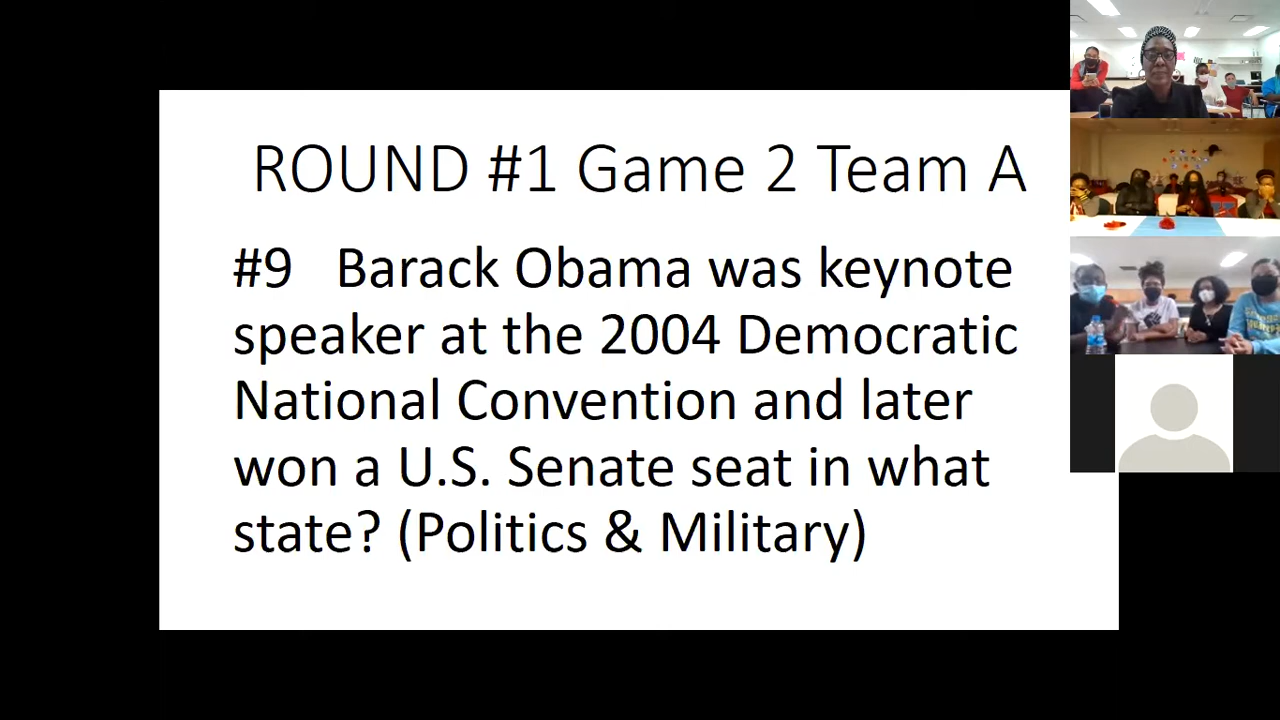 ROUND #1 Game 2 Team A
#9 Barack Obama was keynote
speaker at the 2004 Democratic
National Convention and later
won a U.S. Senate seat in what
state? (Politics & Military)